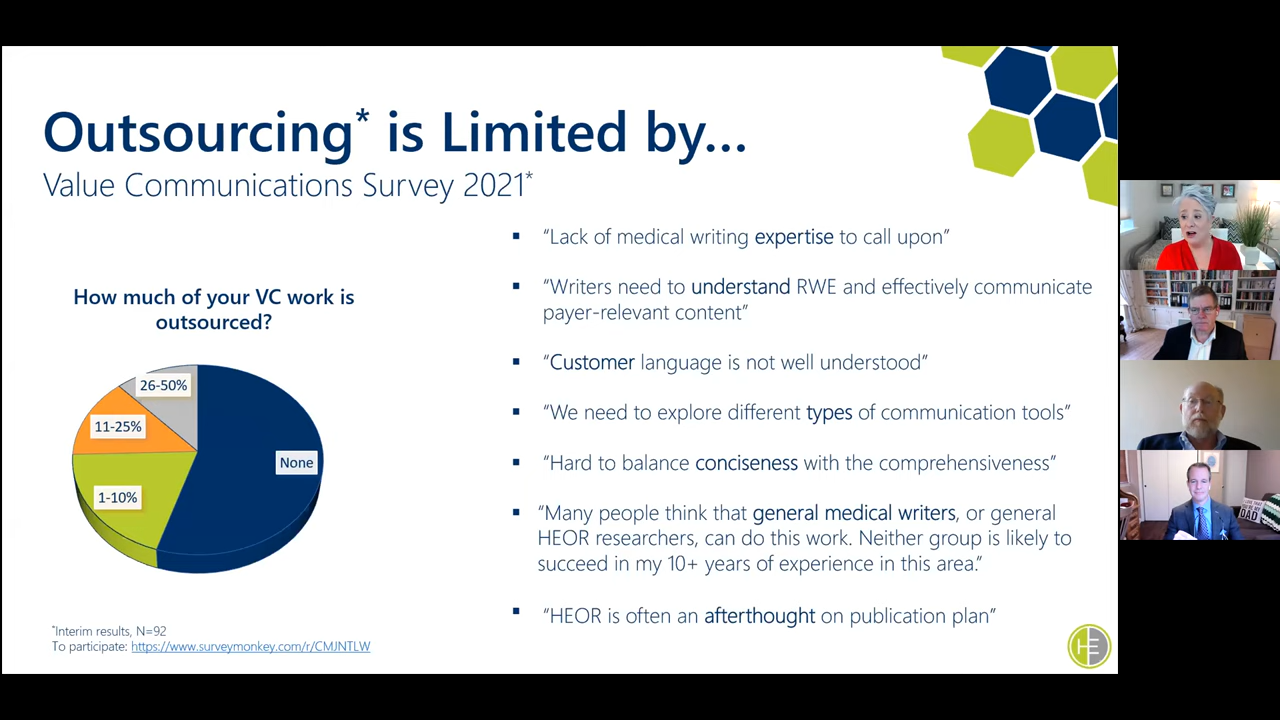 Outsourcing* is Limited by...
Value Communications Survey 2021*
How much of your VC work is
outsourced?
26-50%
11-25%
None
1-10%
▪ “Lack of medical writing expertise to call upon”
▪ “Writers need to understand RWE and effectively communicate
payer-relevant content”
▪ “Customer language is not well understood”
▪ “We need to explore different types of communication tools”
▪ “Hard to balance conciseness with the comprehensiveness”
▪ “Many people think that general medical writers, or general
HEOR researchers, can do this work. Neither group is likely to
succeed in my 10+ years of experience in this area.”
▪ “HEOR is often an afterthought on publication plan”
*Interim results, N=92
To participate: https://www.surveymonkey.com/r/CMJNTLW
DAD